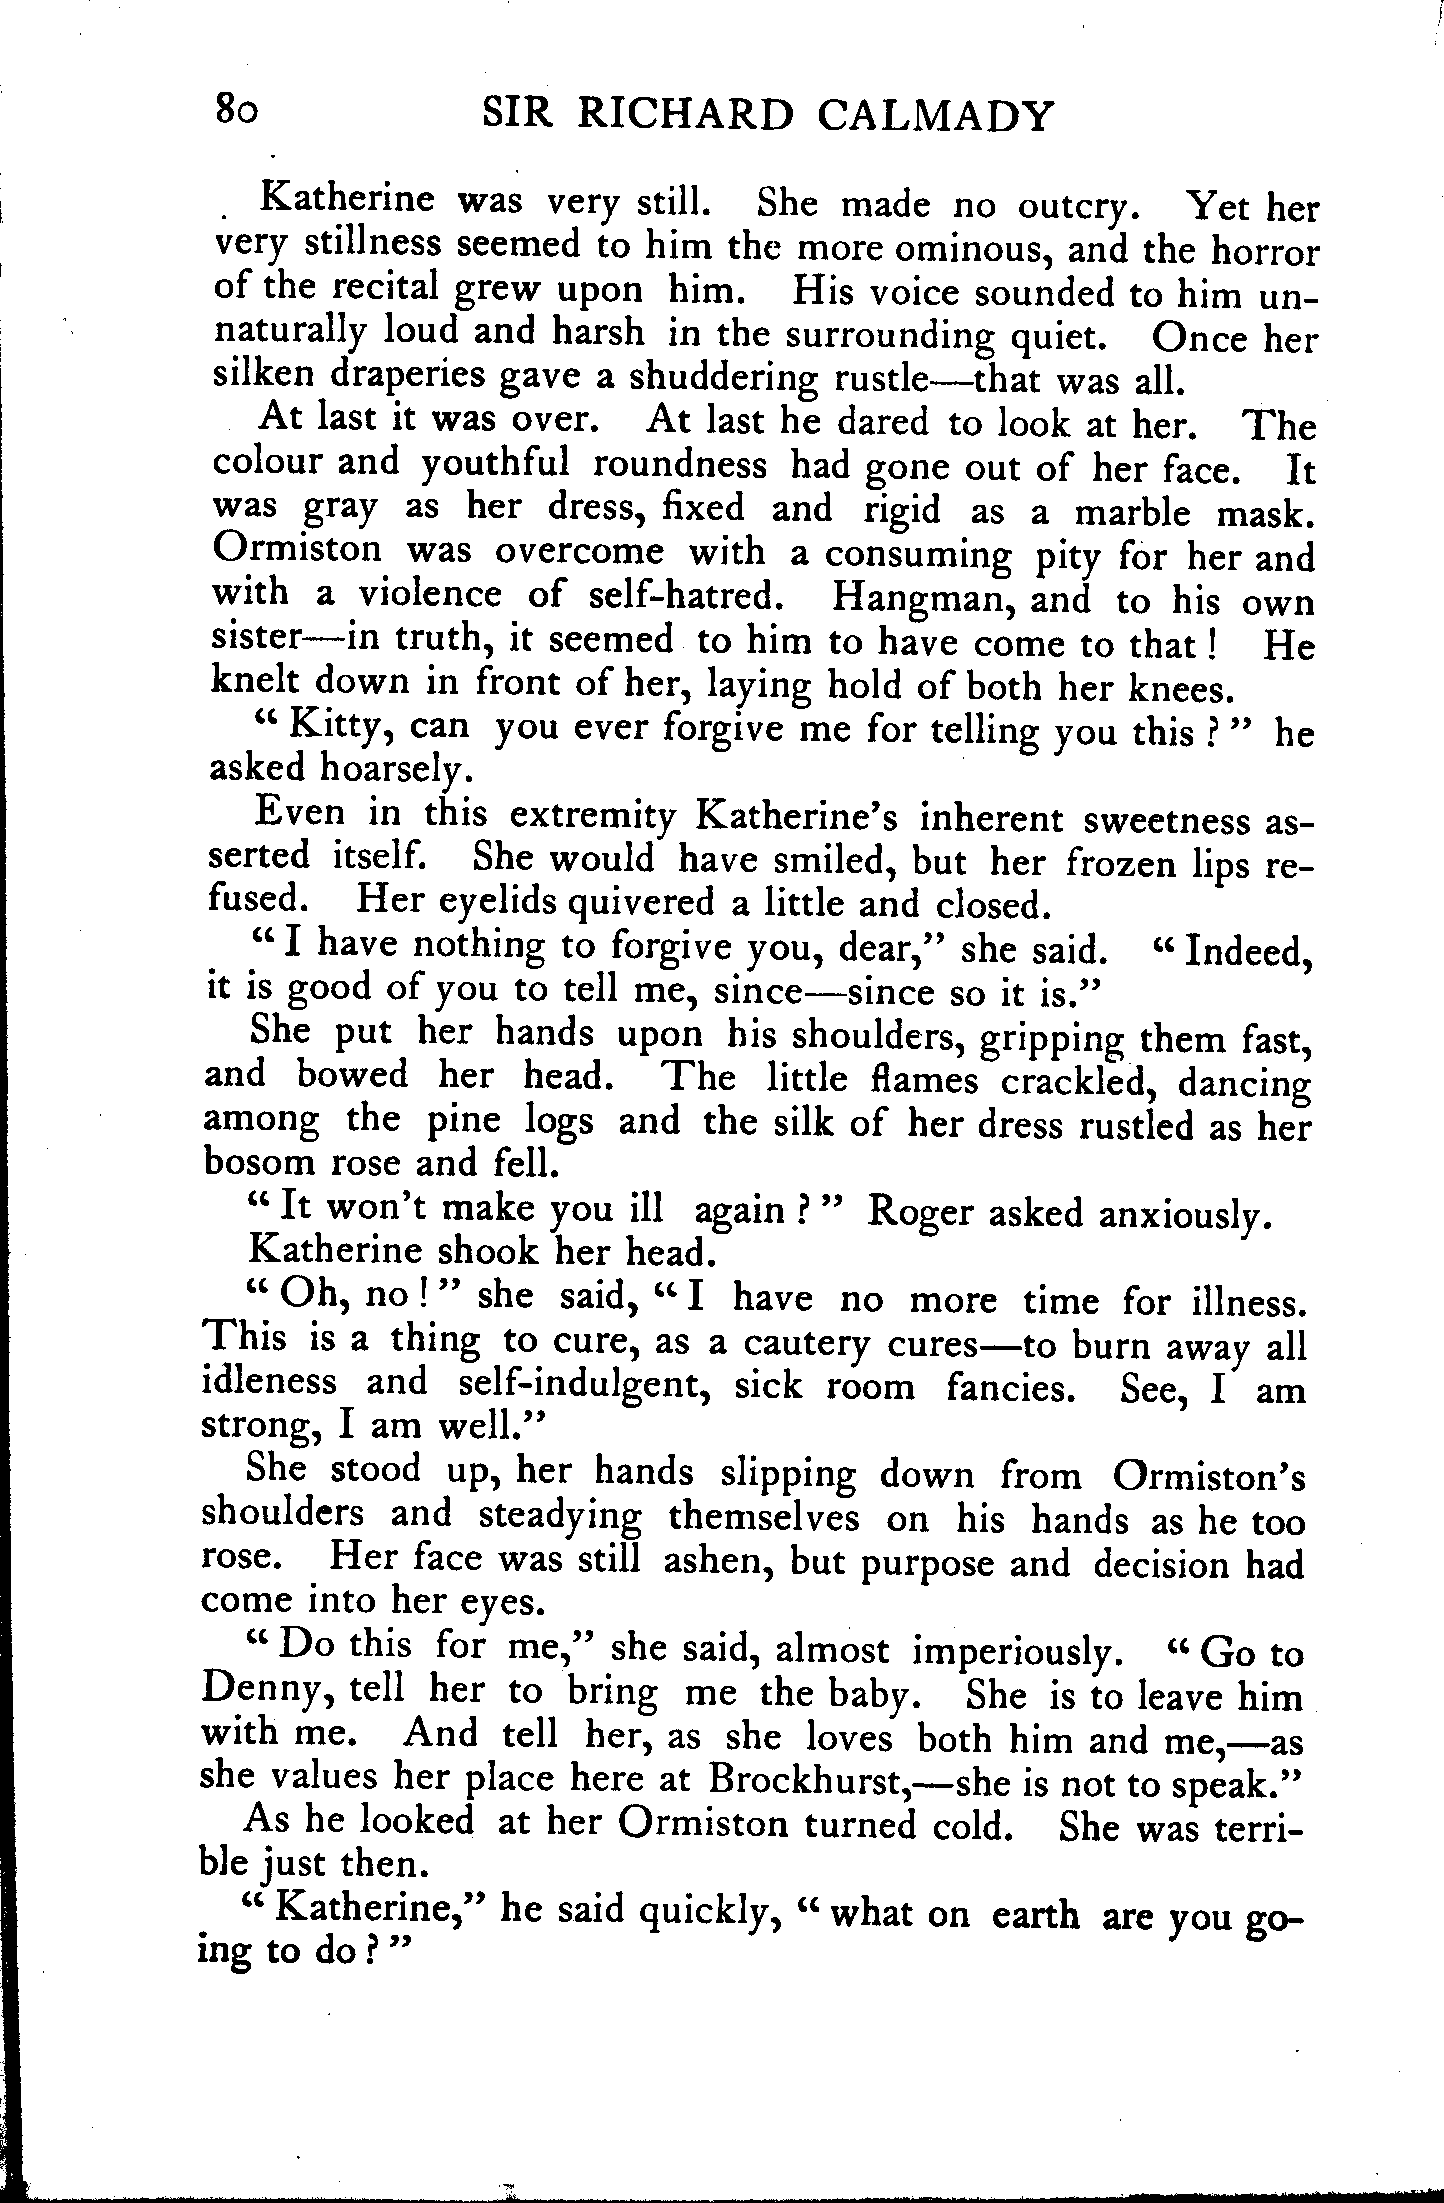 80 SIR RICHARD CALMADY
Katherine was very still. She made no outcry. Yet her
very stillness seemed to him the more ominous, and the horror
of the recital grew upon him. His voice sounded to him un-
naturally loud and harsh in the surrounding quiet. Once her
silken draperies gave a shuddering rustle—that was all.
At last it was over. At last he dared to look at her. The
colour and youthful roundness had gone out of her face. It
was gray as her dress, fixed and rigid as a marble mask.
Ormiston was overcome with a consuming pity for her and
with a violence of self-hatred. Hangman, and to his own
sister—in truth, it seemed to him to have come to that! He
knelt down in front of her, laying hold of both her knees.
“Kitty, can you ever forgive me for telling you this?” he
asked hoarsely.
Even in this extremity Katherine’s inherent sweetness as-
serted itself. She would have smiled, but her frozen lips re-
fused. Her eyelids quivered a little and closed.
“I have nothing to forgive you, dear,” she said. “Indeed,
it is good of you to tell me, since—since so it is.”
She put her hands upon his shoulders, gripping them fast,
and bowed her head. The little flames crackled, dancing
among the pine logs and the silk of her dress rustled as her
bosom rose and fell.
“It won’t make you ill again?” Roger asked anxiously.
Katherine shook her head.
“Oh, no!” she said, “I have no more time for illness.
This is a thing to cure, as a cautery cures—to burn away all
idleness and self-indulgent, sick room fancies. See, I am
strong, I am well.”
She stood up, her hands slipping down from Ormiston’s
shoulders and steadying themselves on his hands as he too
rose. Her face was still ashen, but purpose and decision had
come into her eyes.
“Do this for me,” she said, almost imperiously. “Go to
Denny, tell her to bring me the baby. She is to leave him
with me. And tell her, as she loves both him and me,—as
she values her place here at Brockhurst,—she is not to speak.”
As he looked at her Ormiston turned cold. She was terri-
ble just then.
“Katherine,” he said quickly, “what on earth are you go-
ing to do?”